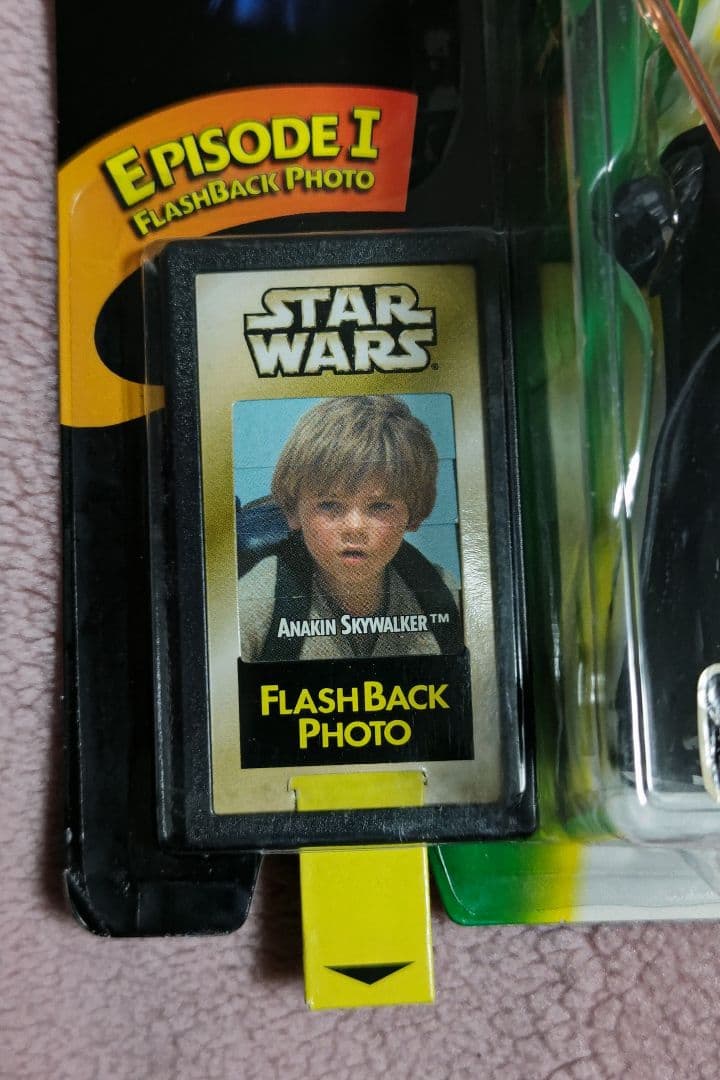 EPISODE I
FLASHBACK PHOTO
STAR
WARS®
ANAKIN SKYWALKER™
FLASHBACK
PHOTO